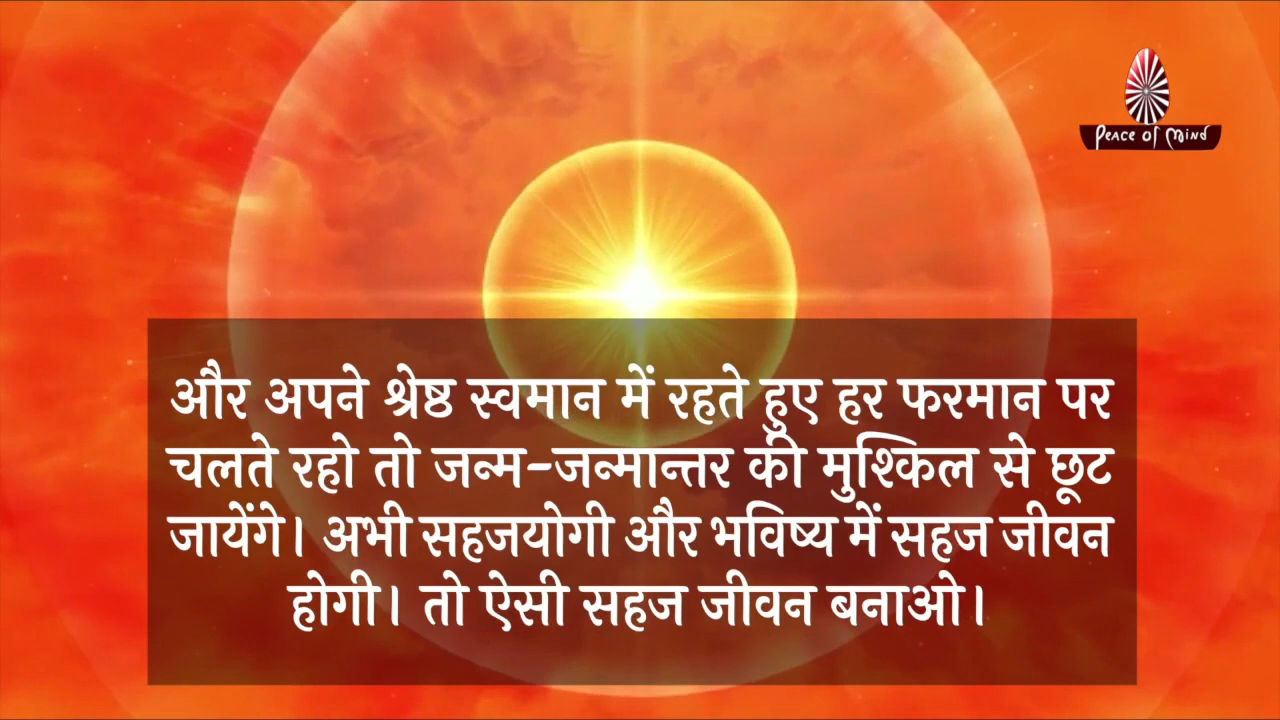 Peace of Mind
और अपने श्रेष्ठ स्वमान में रहते हुए हर फरमान पर
चलते रहो तो जन्म-जन्मान्तर की मुश्किल से छूट
जायेंगे। अभी सहजयोगी और भविष्य में सहज जीवन
होगी। तो ऐसी सहज जीवन बनाओ।